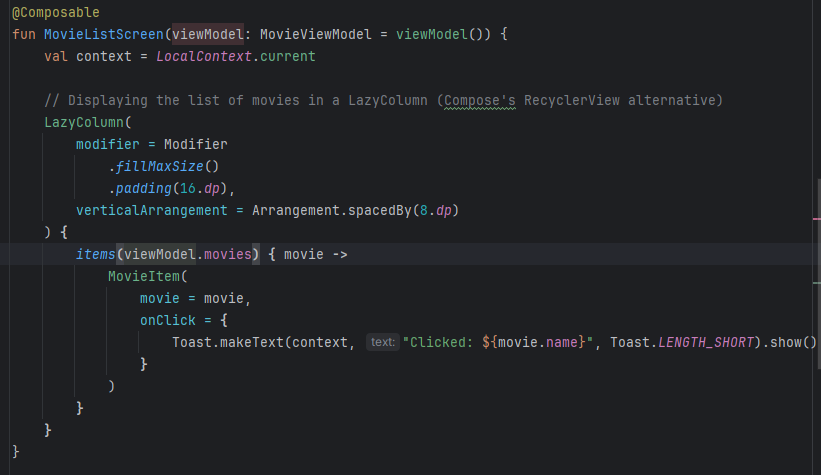 @Composable
fun MovieListScreen(viewModel: MovieViewModel = viewModel()) {
    val context = LocalContext.current

    // Displaying the list of movies in a LazyColumn (Compose's RecyclerView alternative)
    LazyColumn(
        modifier = Modifier
            .fillMaxSize()
            .padding(16.dp),
        verticalArrangement = Arrangement.spacedBy(8.dp)
    ) {
        items(viewModel.movies) { movie ->
            MovieItem(
                movie = movie,
                onClick = {
                    Toast.makeText(context, text: "Clicked: ${movie.name}", Toast.LENGTH_SHORT).show()
                }
            )
        }
    }
}